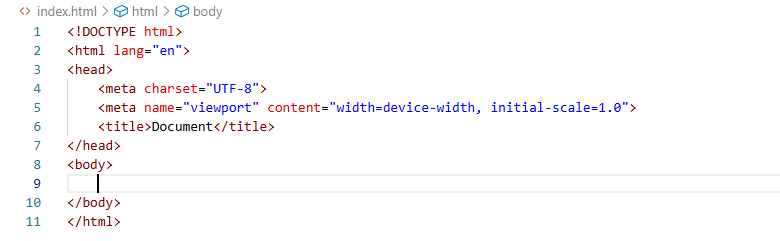 index.html > html > body
1 <!DOCTYPE html>
2 <html lang="en">
3 <head>
4     <meta charset="UTF-8">
5     <meta name="viewport" content="width=device-width, initial-scale=1.0">
6     <title>Document</title>
7 </head>
8 <body>
9
10 </body>
11 </html>